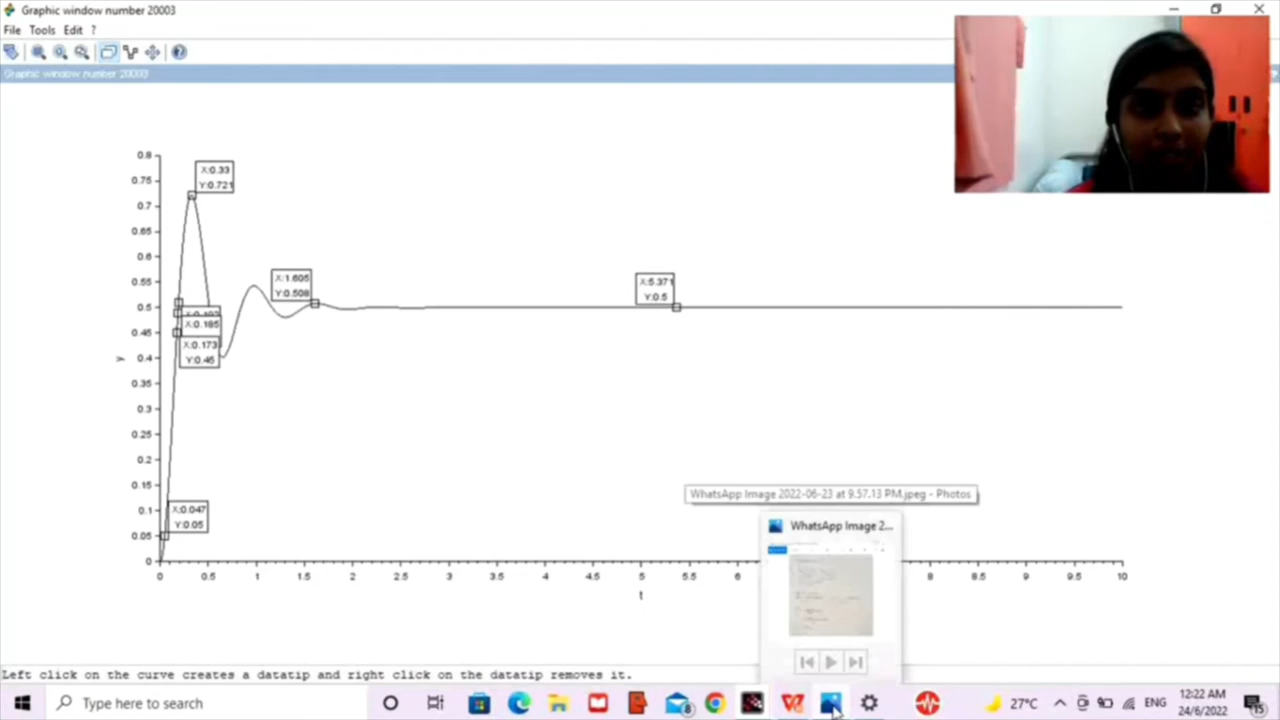 Graphic window number 20003
File Tools Edit ?
Graphic window number 20003
X:0.33
Y:0.721
X:1.605
Y:0.508
X:5.371
Y:0.5
X:0.185
X:0.173
Y:0.45
X:0.047
Y:0.05
0.8
0.75
0.7
0.65
0.6
0.55
0.5
0.45
0.4
0.35
0.3
0.25
0.2
0.15
0.1
0.05
0
y
0 0.5 1 1.5 2 2.5 3 3.5 4 4.5 5 5.5 6 8 8.5 9 9.5 10
t
WhatsApp Image 2022-06-23 at 9.57.13 PM.jpeg - Photos
WhatsApp Image 2...
Left click on the curve creates a datatip and right click on the datatip removes it.
Type here to search
8
27°C
ENG
12:22 AM
24/6/2022
15